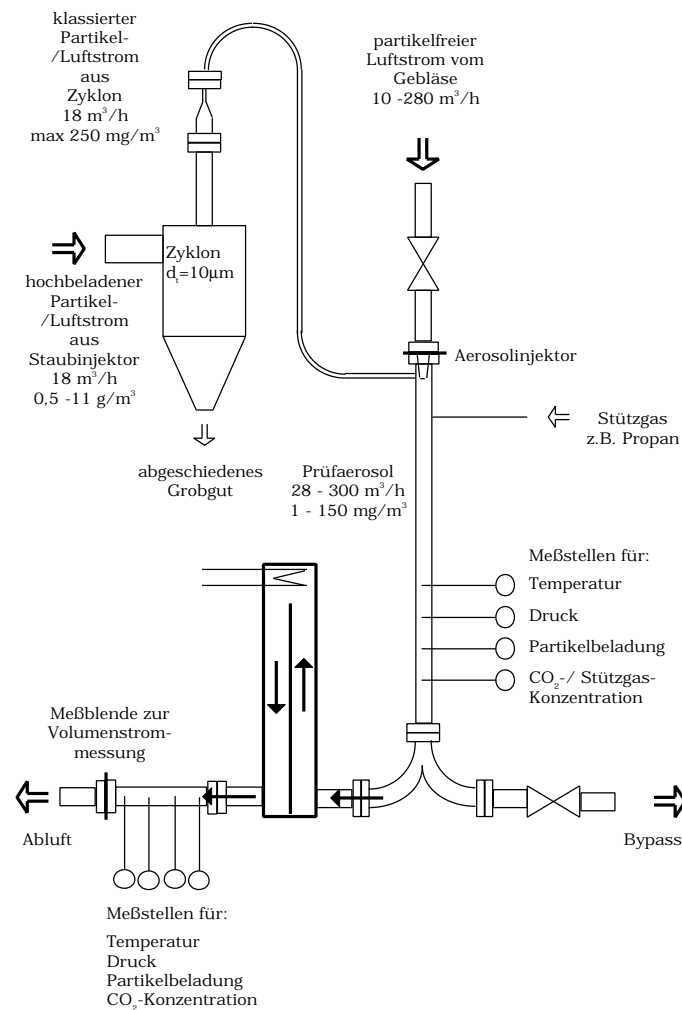 klassierter
Partikel-
/Luftstrom
aus
Zyklon
18 m³/h
max 250 mg/m³
partikelfreier
Luftstrom vom
Gebläse
10 -280 m³/h
Zyklon
dₜ=10µm
hochbeladener
Partikel-
/Luftstrom
aus
Staubinjektor
18 m³/h
0,5 -11 g/m³
Aerosolinjektor
Stützgas
z.B. Propan
abgeschiedenes
Grobgut
Prüfaerosol
28 - 300 m³/h
1 - 150 mg/m³
Meßstellen für:
Temperatur
Druck
Partikelbeladung
CO₂-/ Stützgas-
Konzentration
Meßblende zur
Volumenstrom-
messung
Abluft
Bypass
Meßstellen für:
Temperatur
Druck
Partikelbeladung
CO₂-Konzentration